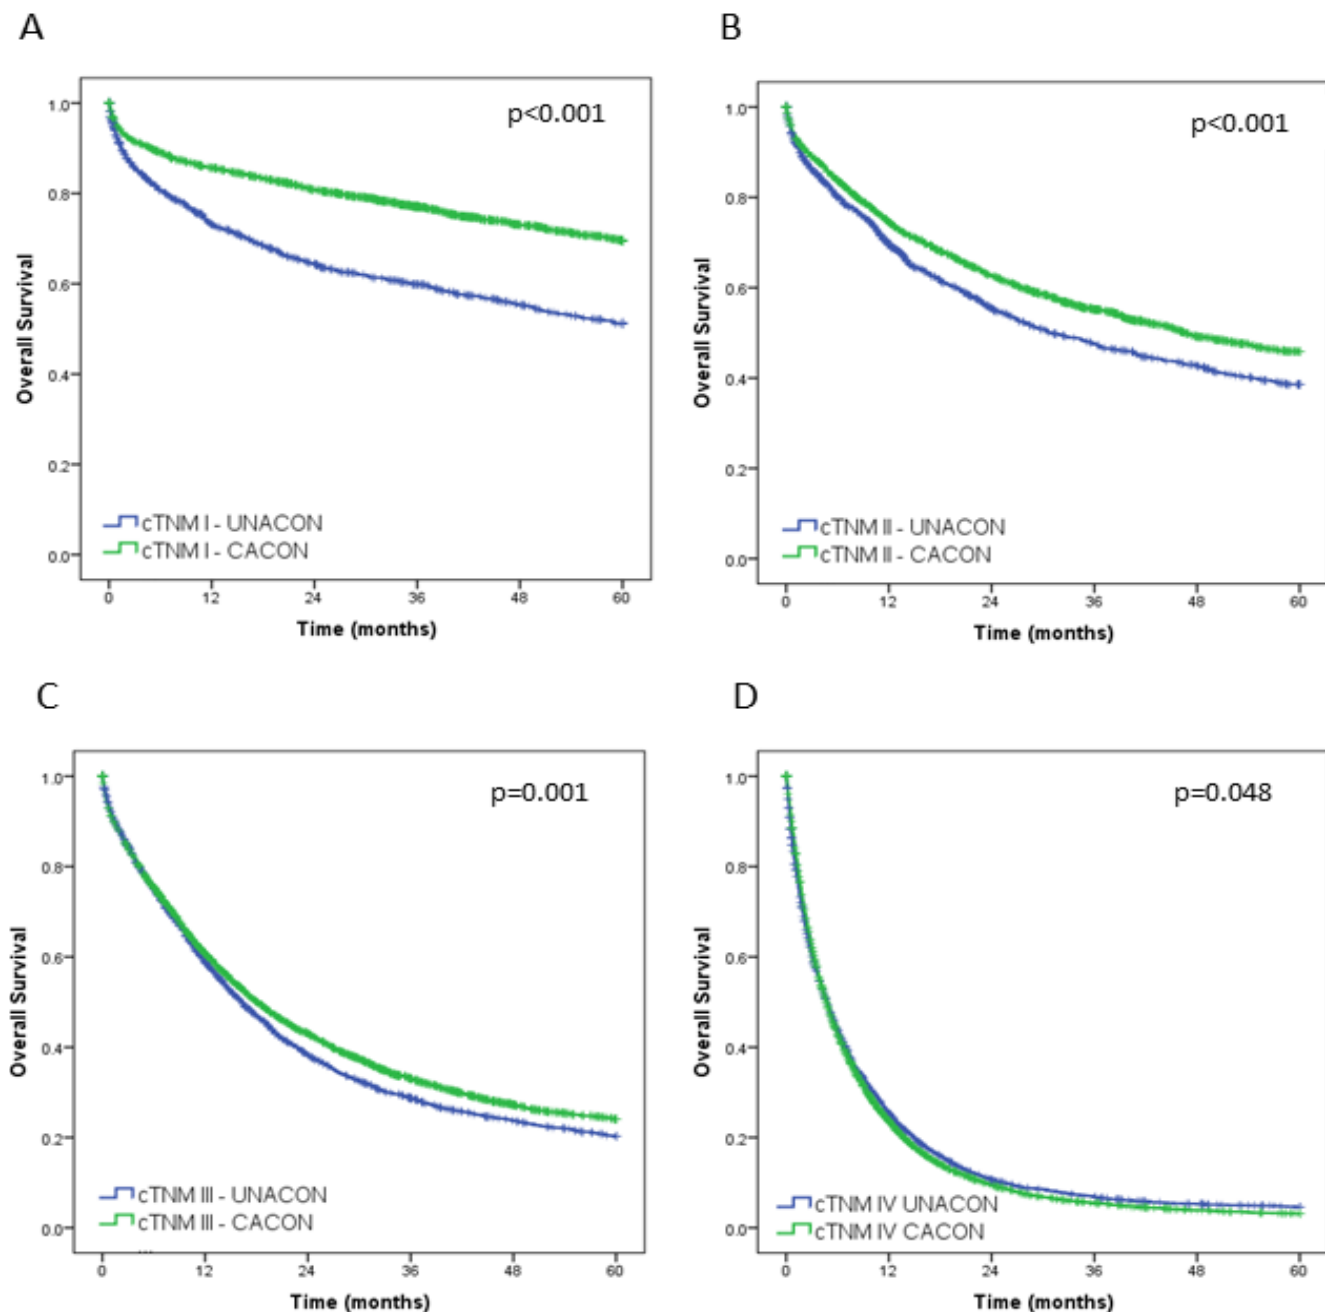 A
p<0.001
Overall Survival
1.0
0.8
0.6
0.4
0.2
0.0
cTNM I - UNACON
cTNM I - CACON
0 12 24 36 48 60
Time (months)
B
p<0.001
Overall Survival
1.0
0.8
0.6
0.4
0.2
0.0
cTNM II - UNACON
cTNM II - CACON
0 12 24 36 48 60
Time (months)
C
p=0.001
Overall Survival
1.0
0.8
0.6
0.4
0.2
0.0
cTNM III - UNACON
cTNM III - CACON
...
0 12 24 36 48 60
Time (months)
D
p=0.048
Overall Survival
1.0
0.8
0.6
0.4
0.2
0.0
cTNM IV UNACON
cTNM IV CACON
0 12 24 36 48 60
Time (months)